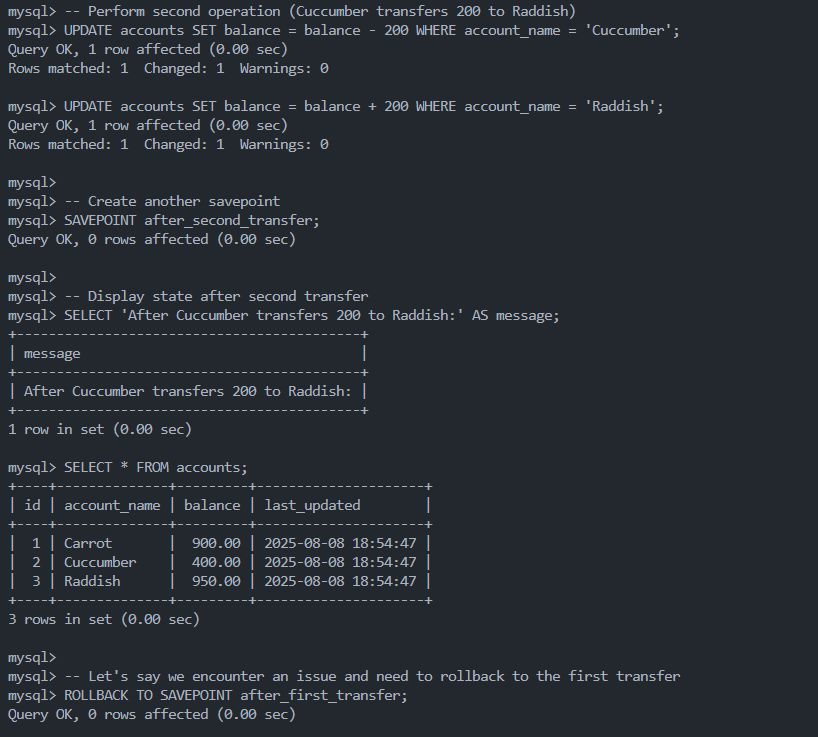 mysql> -- Perform second operation (Cuccumber transfers 200 to Raddish)
mysql> UPDATE accounts SET balance = balance - 200 WHERE account_name = 'Cuccumber';
Query OK, 1 row affected (0.00 sec)
Rows matched: 1  Changed: 1  Warnings: 0

mysql> UPDATE accounts SET balance = balance + 200 WHERE account_name = 'Raddish';
Query OK, 1 row affected (0.00 sec)
Rows matched: 1  Changed: 1  Warnings: 0

mysql>
mysql> -- Create another savepoint
mysql> SAVEPOINT after_second_transfer;
Query OK, 0 rows affected (0.00 sec)

mysql>
mysql> -- Display state after second transfer
mysql> SELECT 'After Cuccumber transfers 200 to Raddish:' AS message;
+-------------------------------------------+
| message                                   |
+-------------------------------------------+
| After Cuccumber transfers 200 to Raddish: |
+-------------------------------------------+
1 row in set (0.00 sec)

mysql> SELECT * FROM accounts;
+----+--------------+---------+---------------------+
| id | account_name | balance | last_updated        |
+----+--------------+---------+---------------------+
|  1 | Carrot       |  900.00 | 2025-08-08 18:54:47 |
|  2 | Cuccumber    |  400.00 | 2025-08-08 18:54:47 |
|  3 | Raddish      |  950.00 | 2025-08-08 18:54:47 |
+----+--------------+---------+---------------------+
3 rows in set (0.00 sec)

mysql>
mysql> -- Let's say we encounter an issue and need to rollback to the first transfer
mysql> ROLLBACK TO SAVEPOINT after_first_transfer;
Query OK, 0 rows affected (0.00 sec)